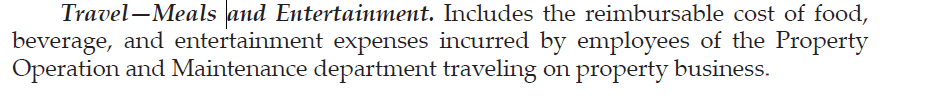 Travel—Meals and Entertainment. Includes the reimbursable cost of food,
beverage, and entertainment expenses incurred by employees of the Property
Operation and Maintenance department traveling on property business.